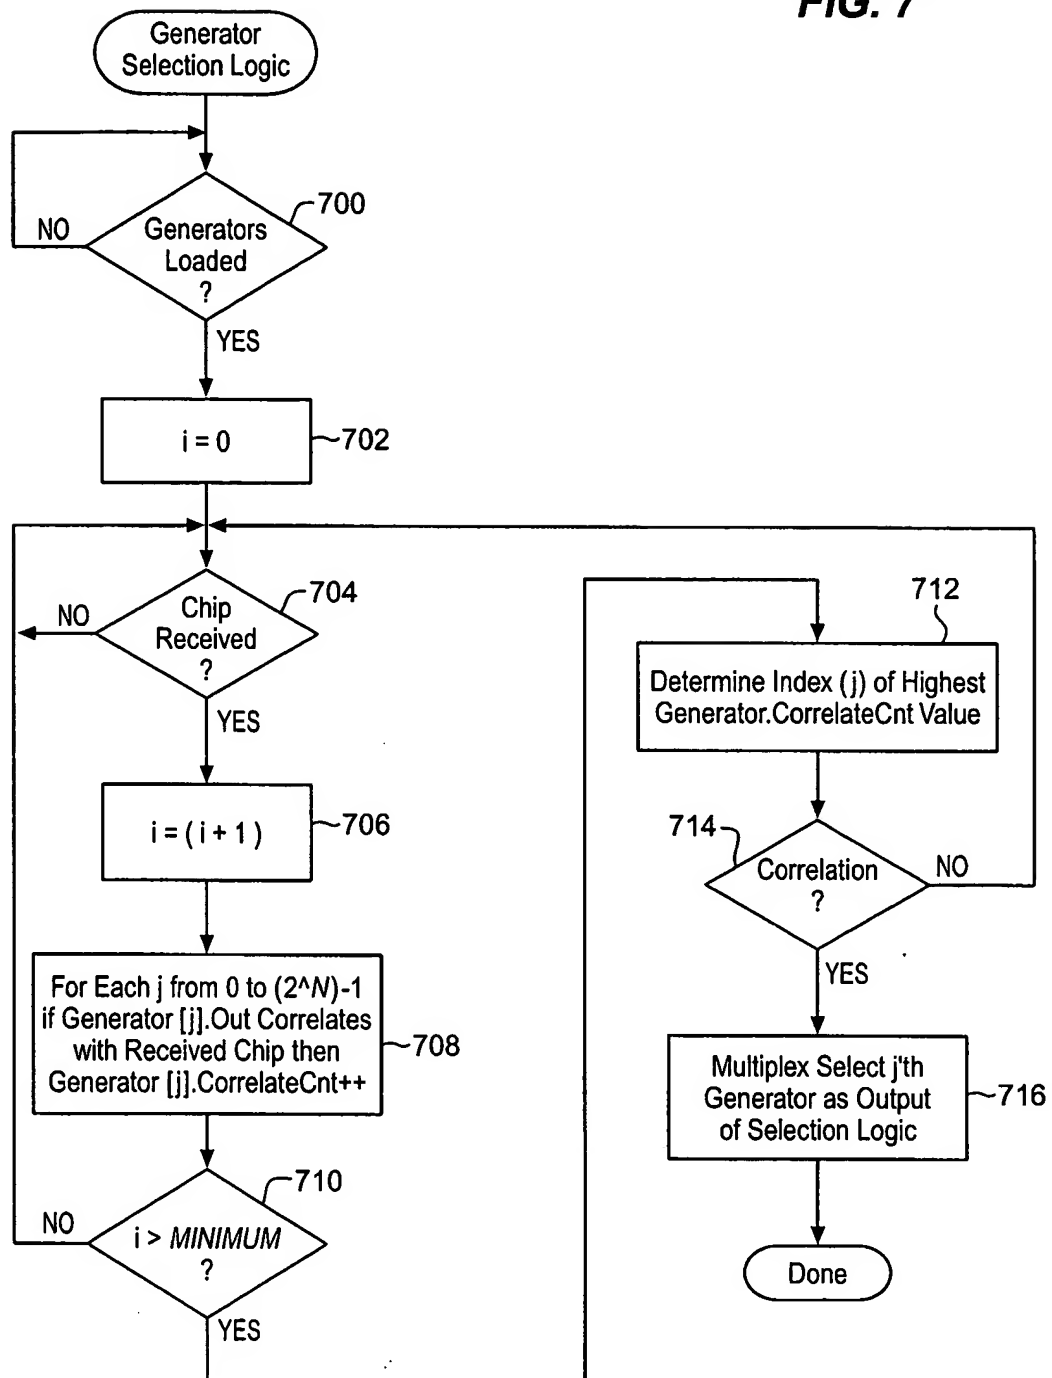 FIG. 7
Generator
Selection Logic
700
NO
Generators
Loaded
?
YES
i = 0
702
704
NO
Chip
Received
?
YES
i = ( i + 1 )
706
For Each j from 0 to (2^N)-1
if Generator [j].Out Correlates
with Received Chip then
Generator [j].CorrelateCnt++
708
710
NO
i > MINIMUM
?
YES
712
Determine Index (j) of Highest
Generator.CorrelateCnt Value
714
Correlation
?
NO
YES
Multiplex Select j'th
Generator as Output
of Selection Logic
716
Done